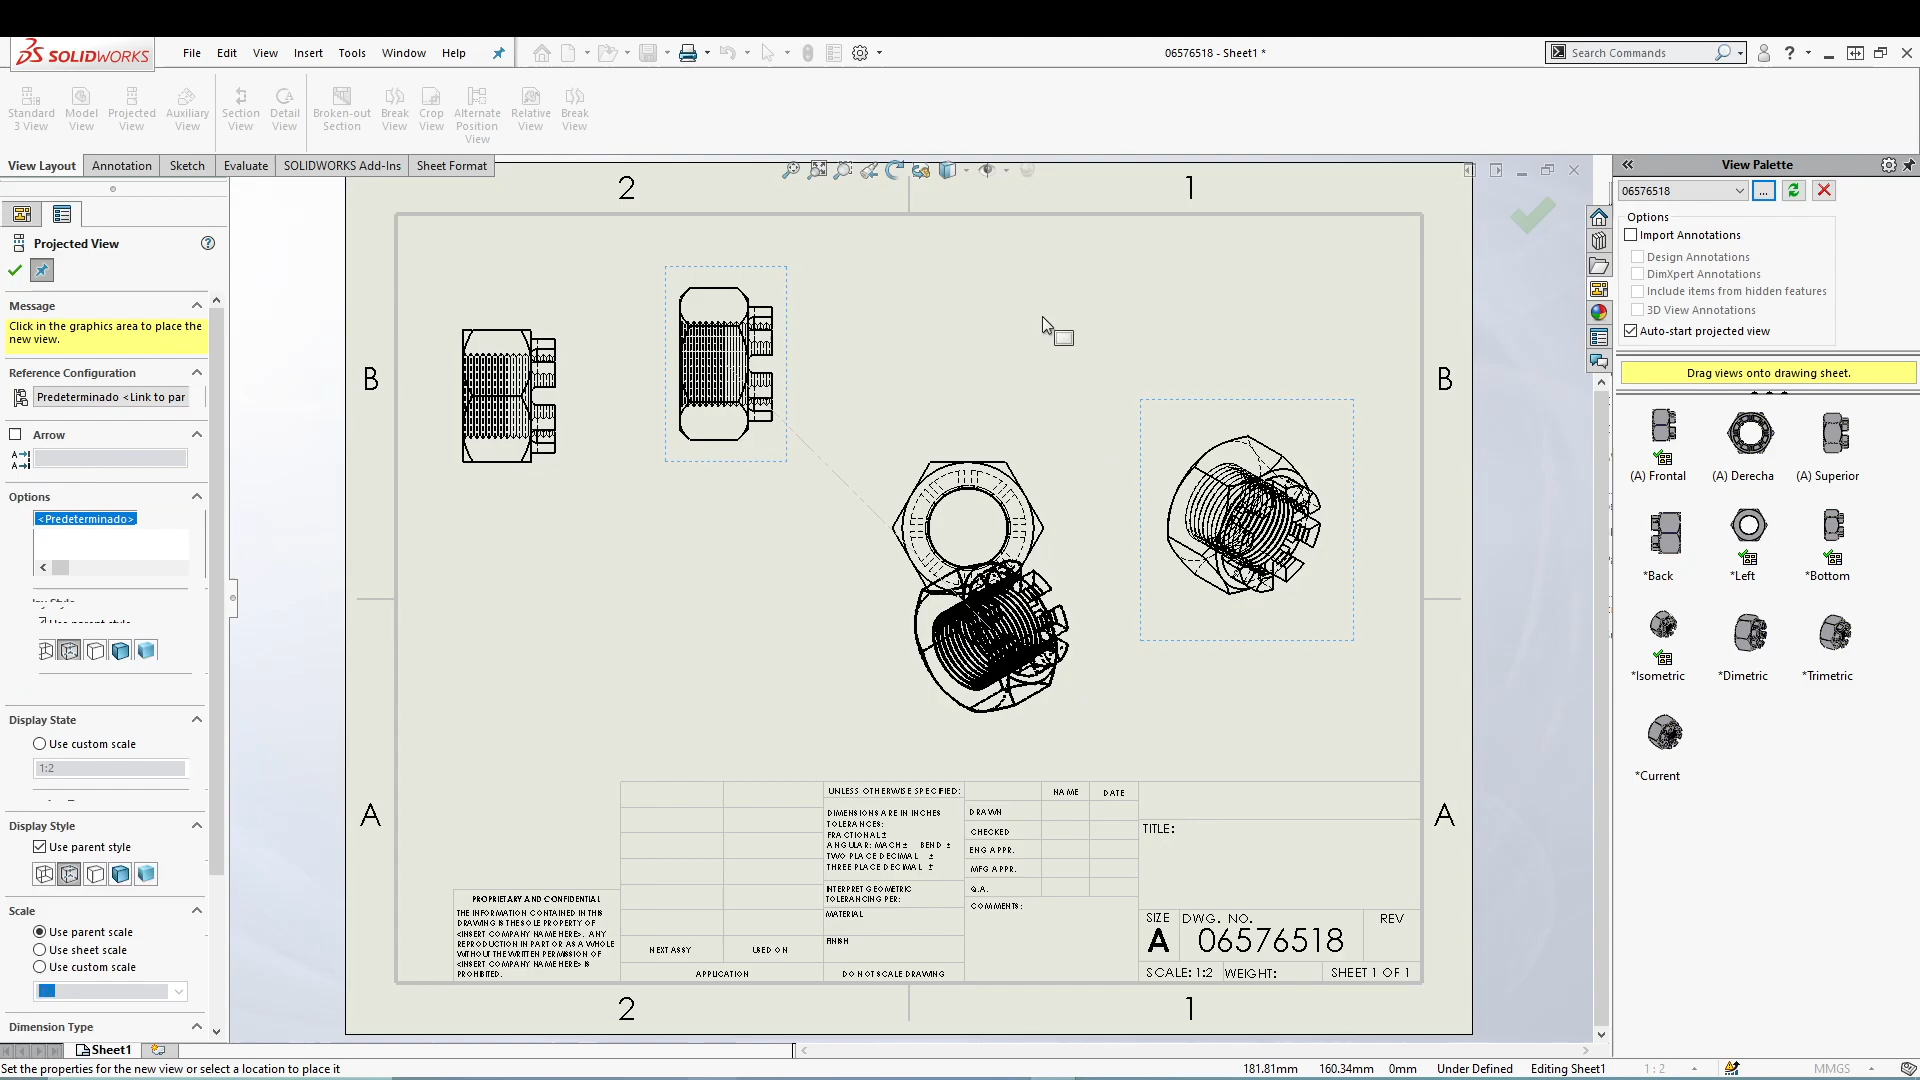 SOLIDWORKS
File Edit View Insert Tools Window Help
06576518 - Sheet1 *
Search Commands
Standard 3 View
Model View
Projected View
Auxiliary View
Section View
Detail View
Broken-out Section
Break View
Crop View
Alternate Position View
Relative View
Break View
View Layout Annotation Sketch Evaluate SOLIDWORKS Add-Ins Sheet Format
Projected View
Message
Click in the graphics area to place the
new view.
Reference Configuration
Predeterminado <Link to par
Arrow
Options
<Predeterminado>
Display State
Use custom scale
1:2
Display Style
Use parent style
Scale
Use parent scale
Use sheet scale
Use custom scale
Dimension Type
2 1
B B
A A
2 1
UNLESS OTHERWISE SPECIFIED:
DIMENSIONS ARE IN INCHES
TOLERANCES:
FRACTIONAL±
ANGULAR: MACH± BEND ±
TWO PLACE DECIMAL ±
THREE PLACE DECIMAL ±
INTERPRET GEOMETRIC
TOLERANCING PER:
MATERIAL
FINISH
DO NOT SCALE DRAWING
NAME DATE
DRAWN
CHECKED
ENG APPR.
MFG APPR.
Q.A.
COMMENTS:
TITLE:
SIZE DWG. NO. REV
A 06576518
SCALE: 1:2 WEIGHT: SHEET 1 OF 1
PROPRIETARY AND CONFIDENTIAL
THE INFORMATION CONTAINED IN THIS
DRAWING IS THE SOLE PROPERTY OF
<INSERT COMPANY NAME HERE>. ANY
REPRODUCTION IN PART OR AS A WHOLE
WITHOUT THE WRITTEN PERMISSION OF
<INSERT COMPANY NAME HERE> IS
PROHIBITED.
NEXT ASSY USED ON
APPLICATION
View Palette
06576518
...
Options
Import Annotations
Design Annotations
DimXpert Annotations
Include items from hidden features
3D View Annotations
Auto-start projected view
Drag views onto drawing sheet.
(A) Frontal (A) Derecha (A) Superior
*Back *Left *Bottom
*Isometric *Dimetric *Trimetric
*Current
Sheet1
Set the properties for the new view or select a location to place it
181.81mm 160.34mm 0mm Under Defined Editing Sheet1 1 : 2 MMGS